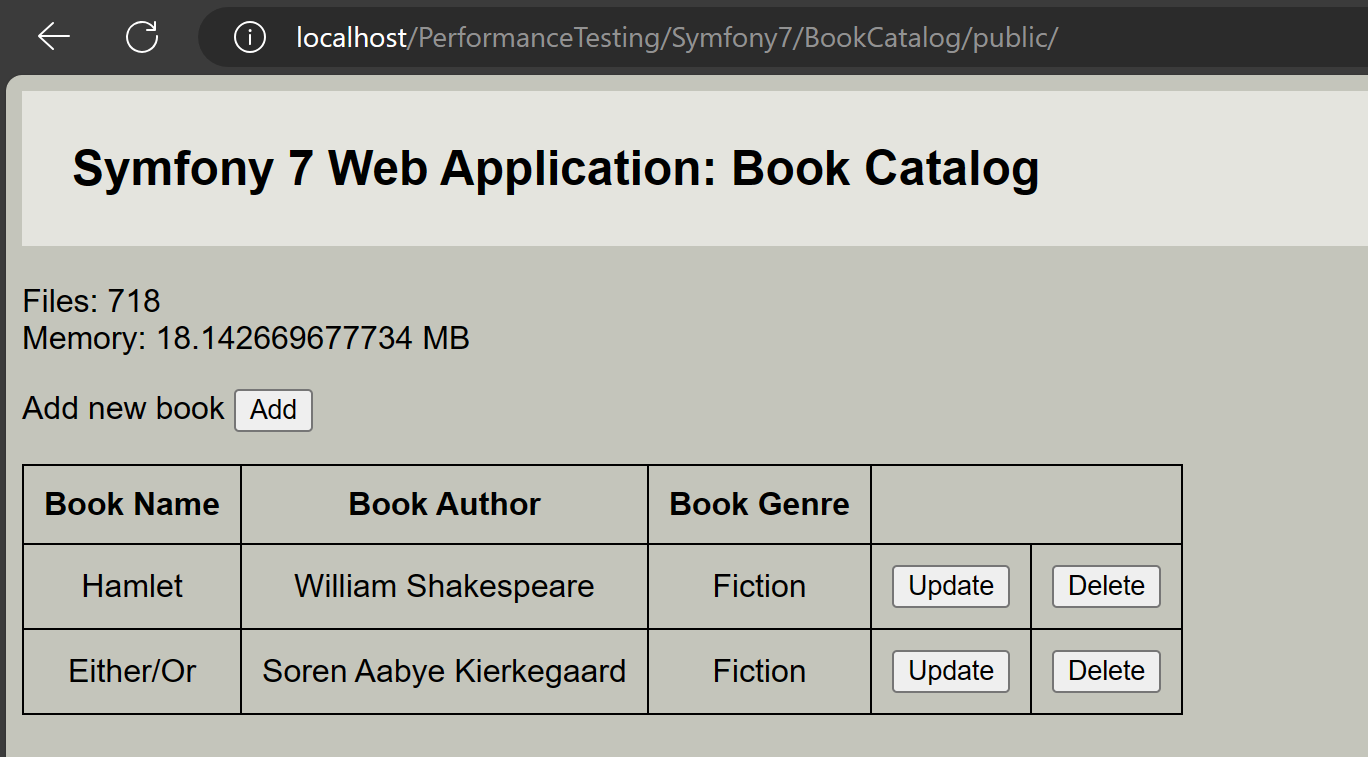 localhost/PerformanceTesting/Symfony7/BookCatalog/public/
Symfony 7 Web Application: Book Catalog
Files: 718
Memory: 18.142669677734 MB
Add new book Add
Book Name Book Author Book Genre
Hamlet William Shakespeare Fiction Update Delete
Either/Or Soren Aabye Kierkegaard Fiction Update Delete